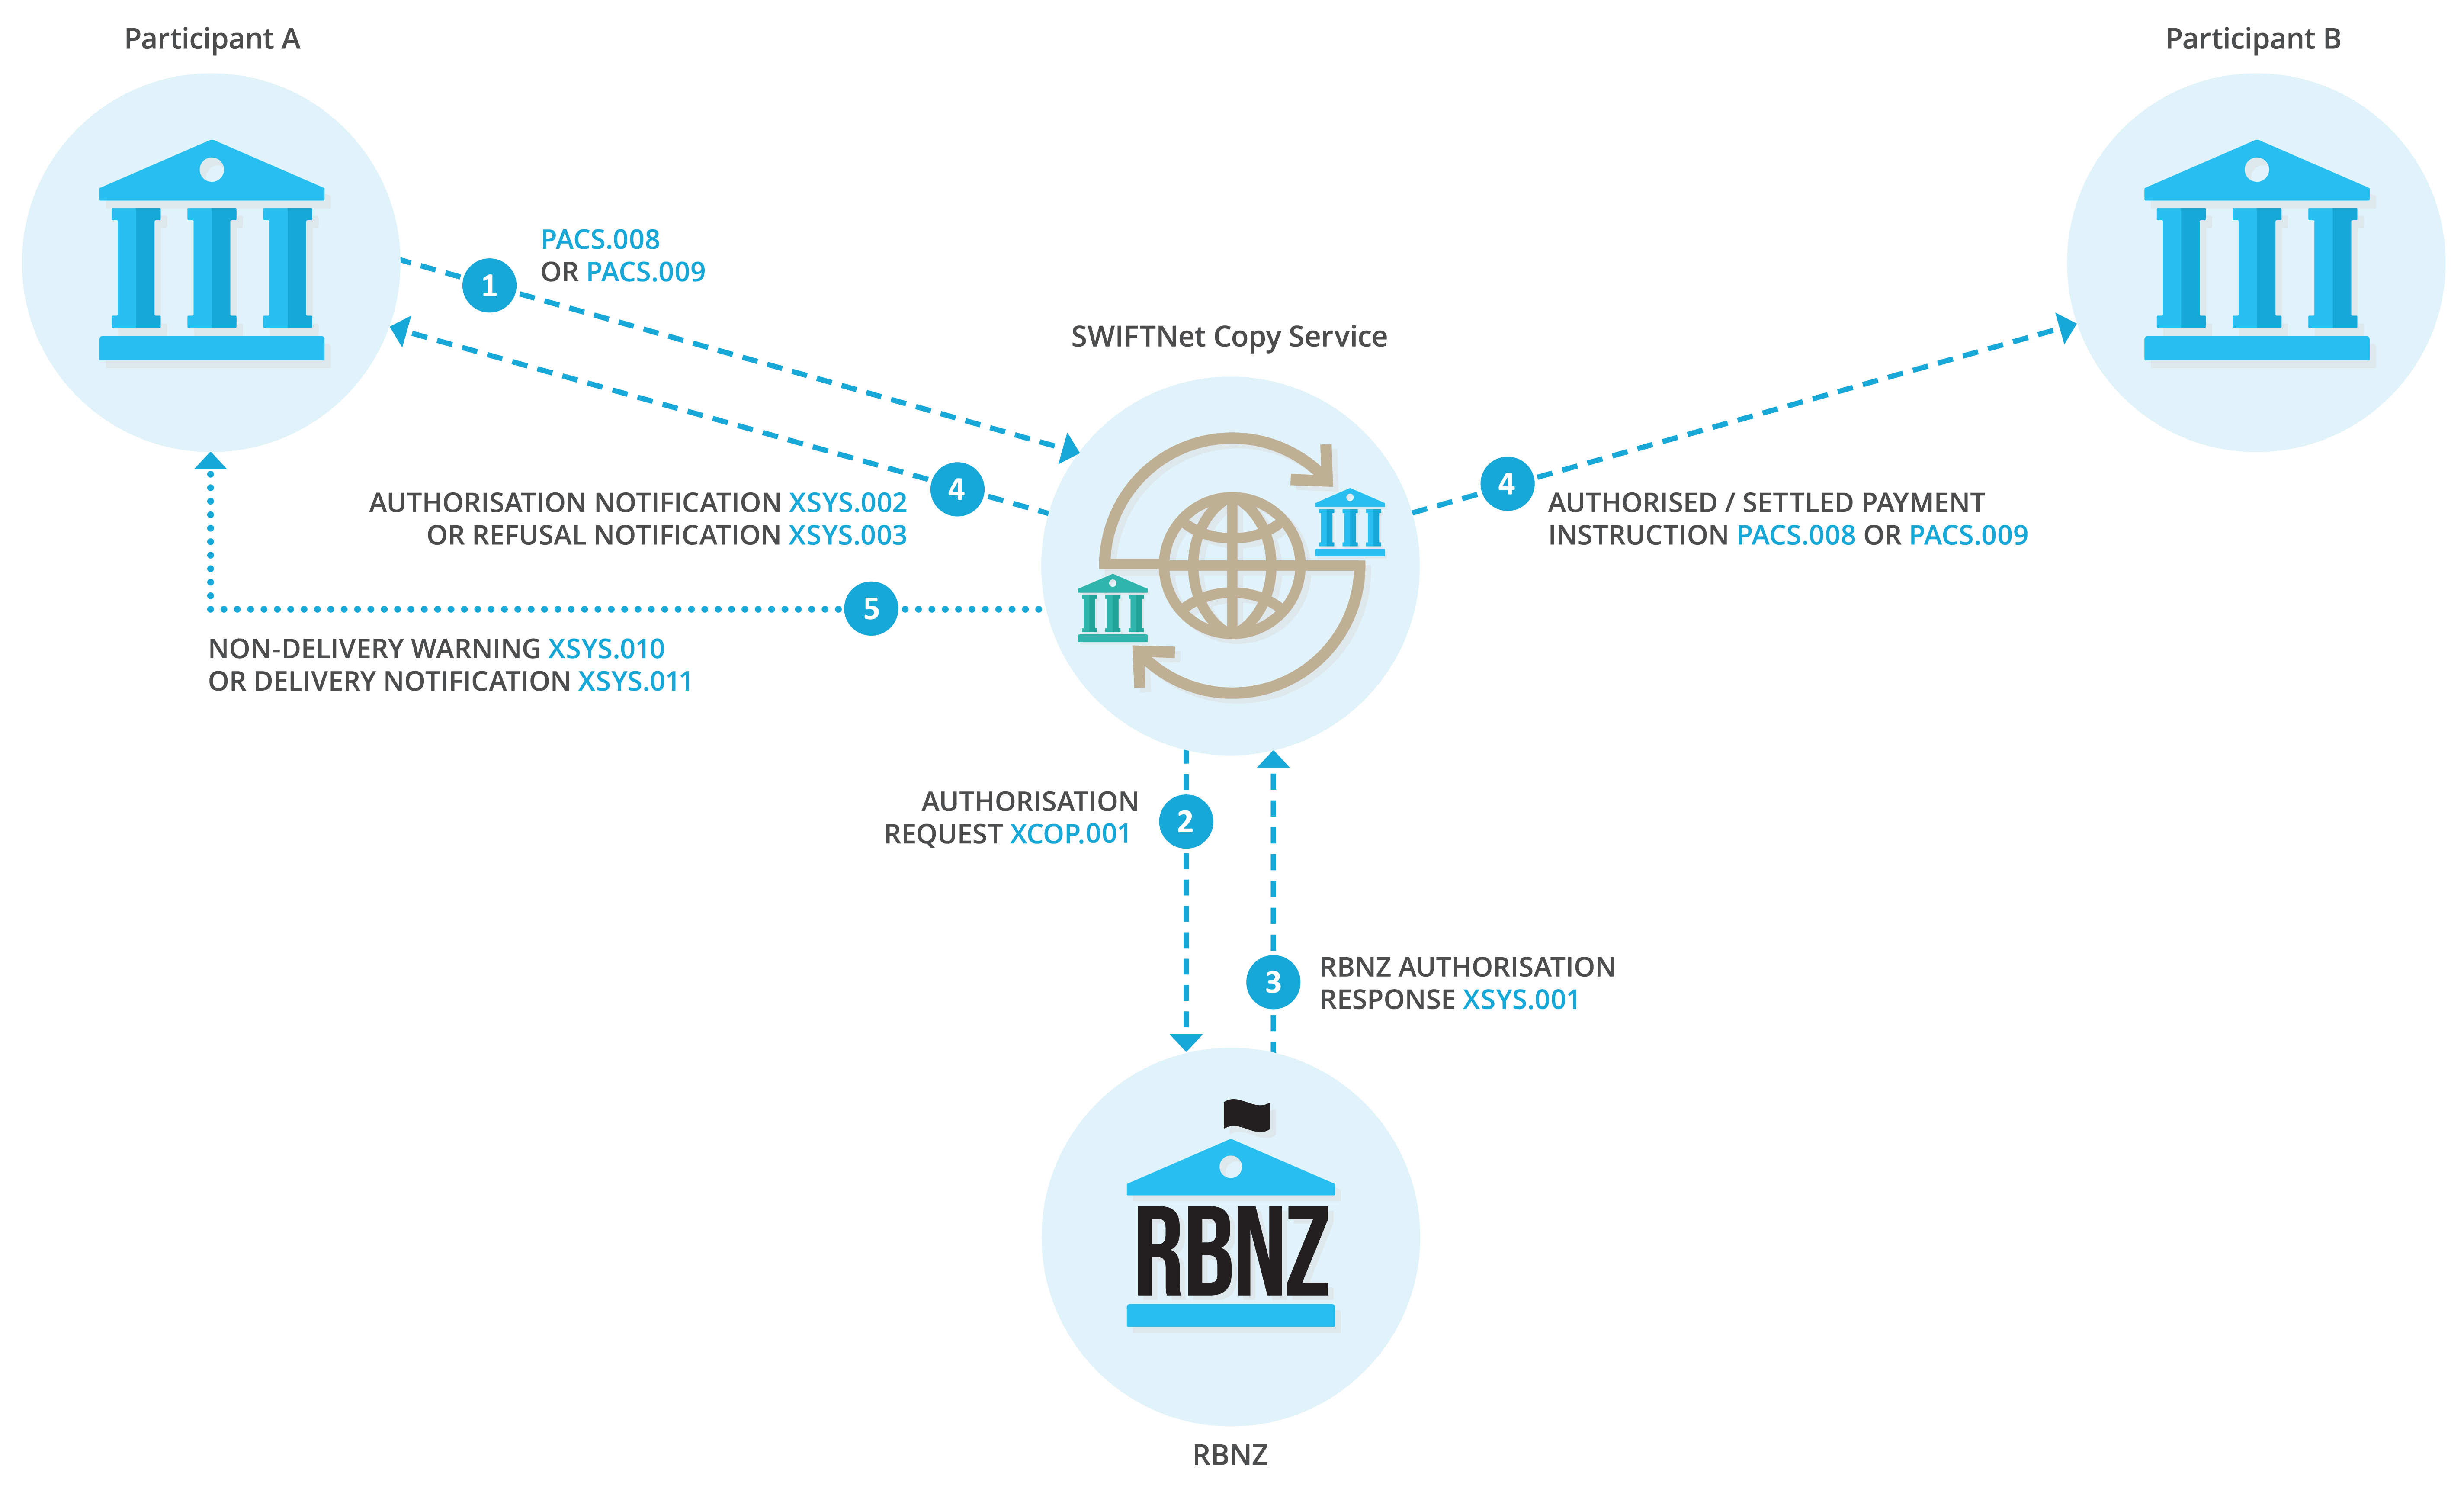 Participant A
Participant B
1
PACS.008
OR PACS.009
SWIFTNet Copy Service
4
AUTHORISATION NOTIFICATION XSYS.002
OR REFUSAL NOTIFICATION XSYS.003
4
AUTHORISED / SETTLED PAYMENT
INSTRUCTION PACS.008 OR PACS.009
5
NON-DELIVERY WARNING XSYS.010
OR DELIVERY NOTIFICATION XSYS.011
AUTHORISATION
REQUEST XCOP.001
2
3
RBNZ AUTHORISATION
RESPONSE XSYS.001
RBNZ
RBNZ